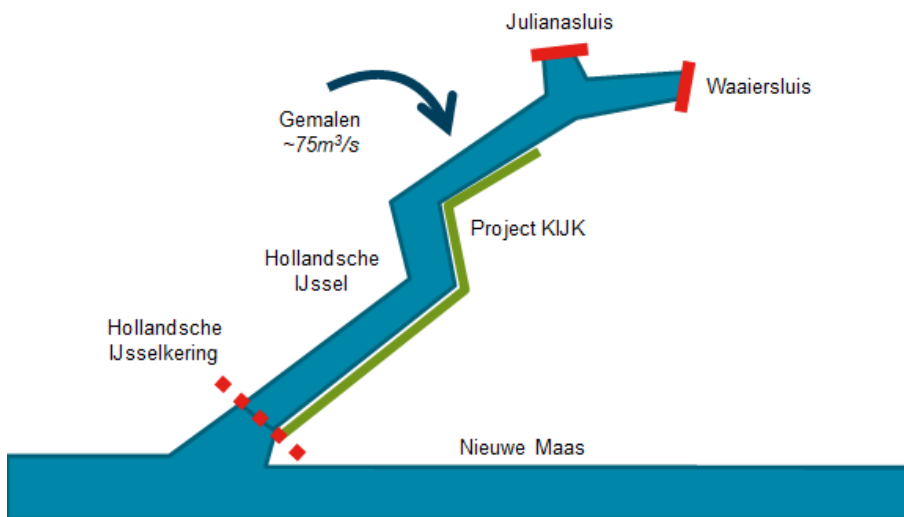 Julianasluis
Waaiersluis
Gemalen
~75m³/s
Project KIJK
Hollandsche
IJssel
Hollandsche
IJsselkering
Nieuwe Maas